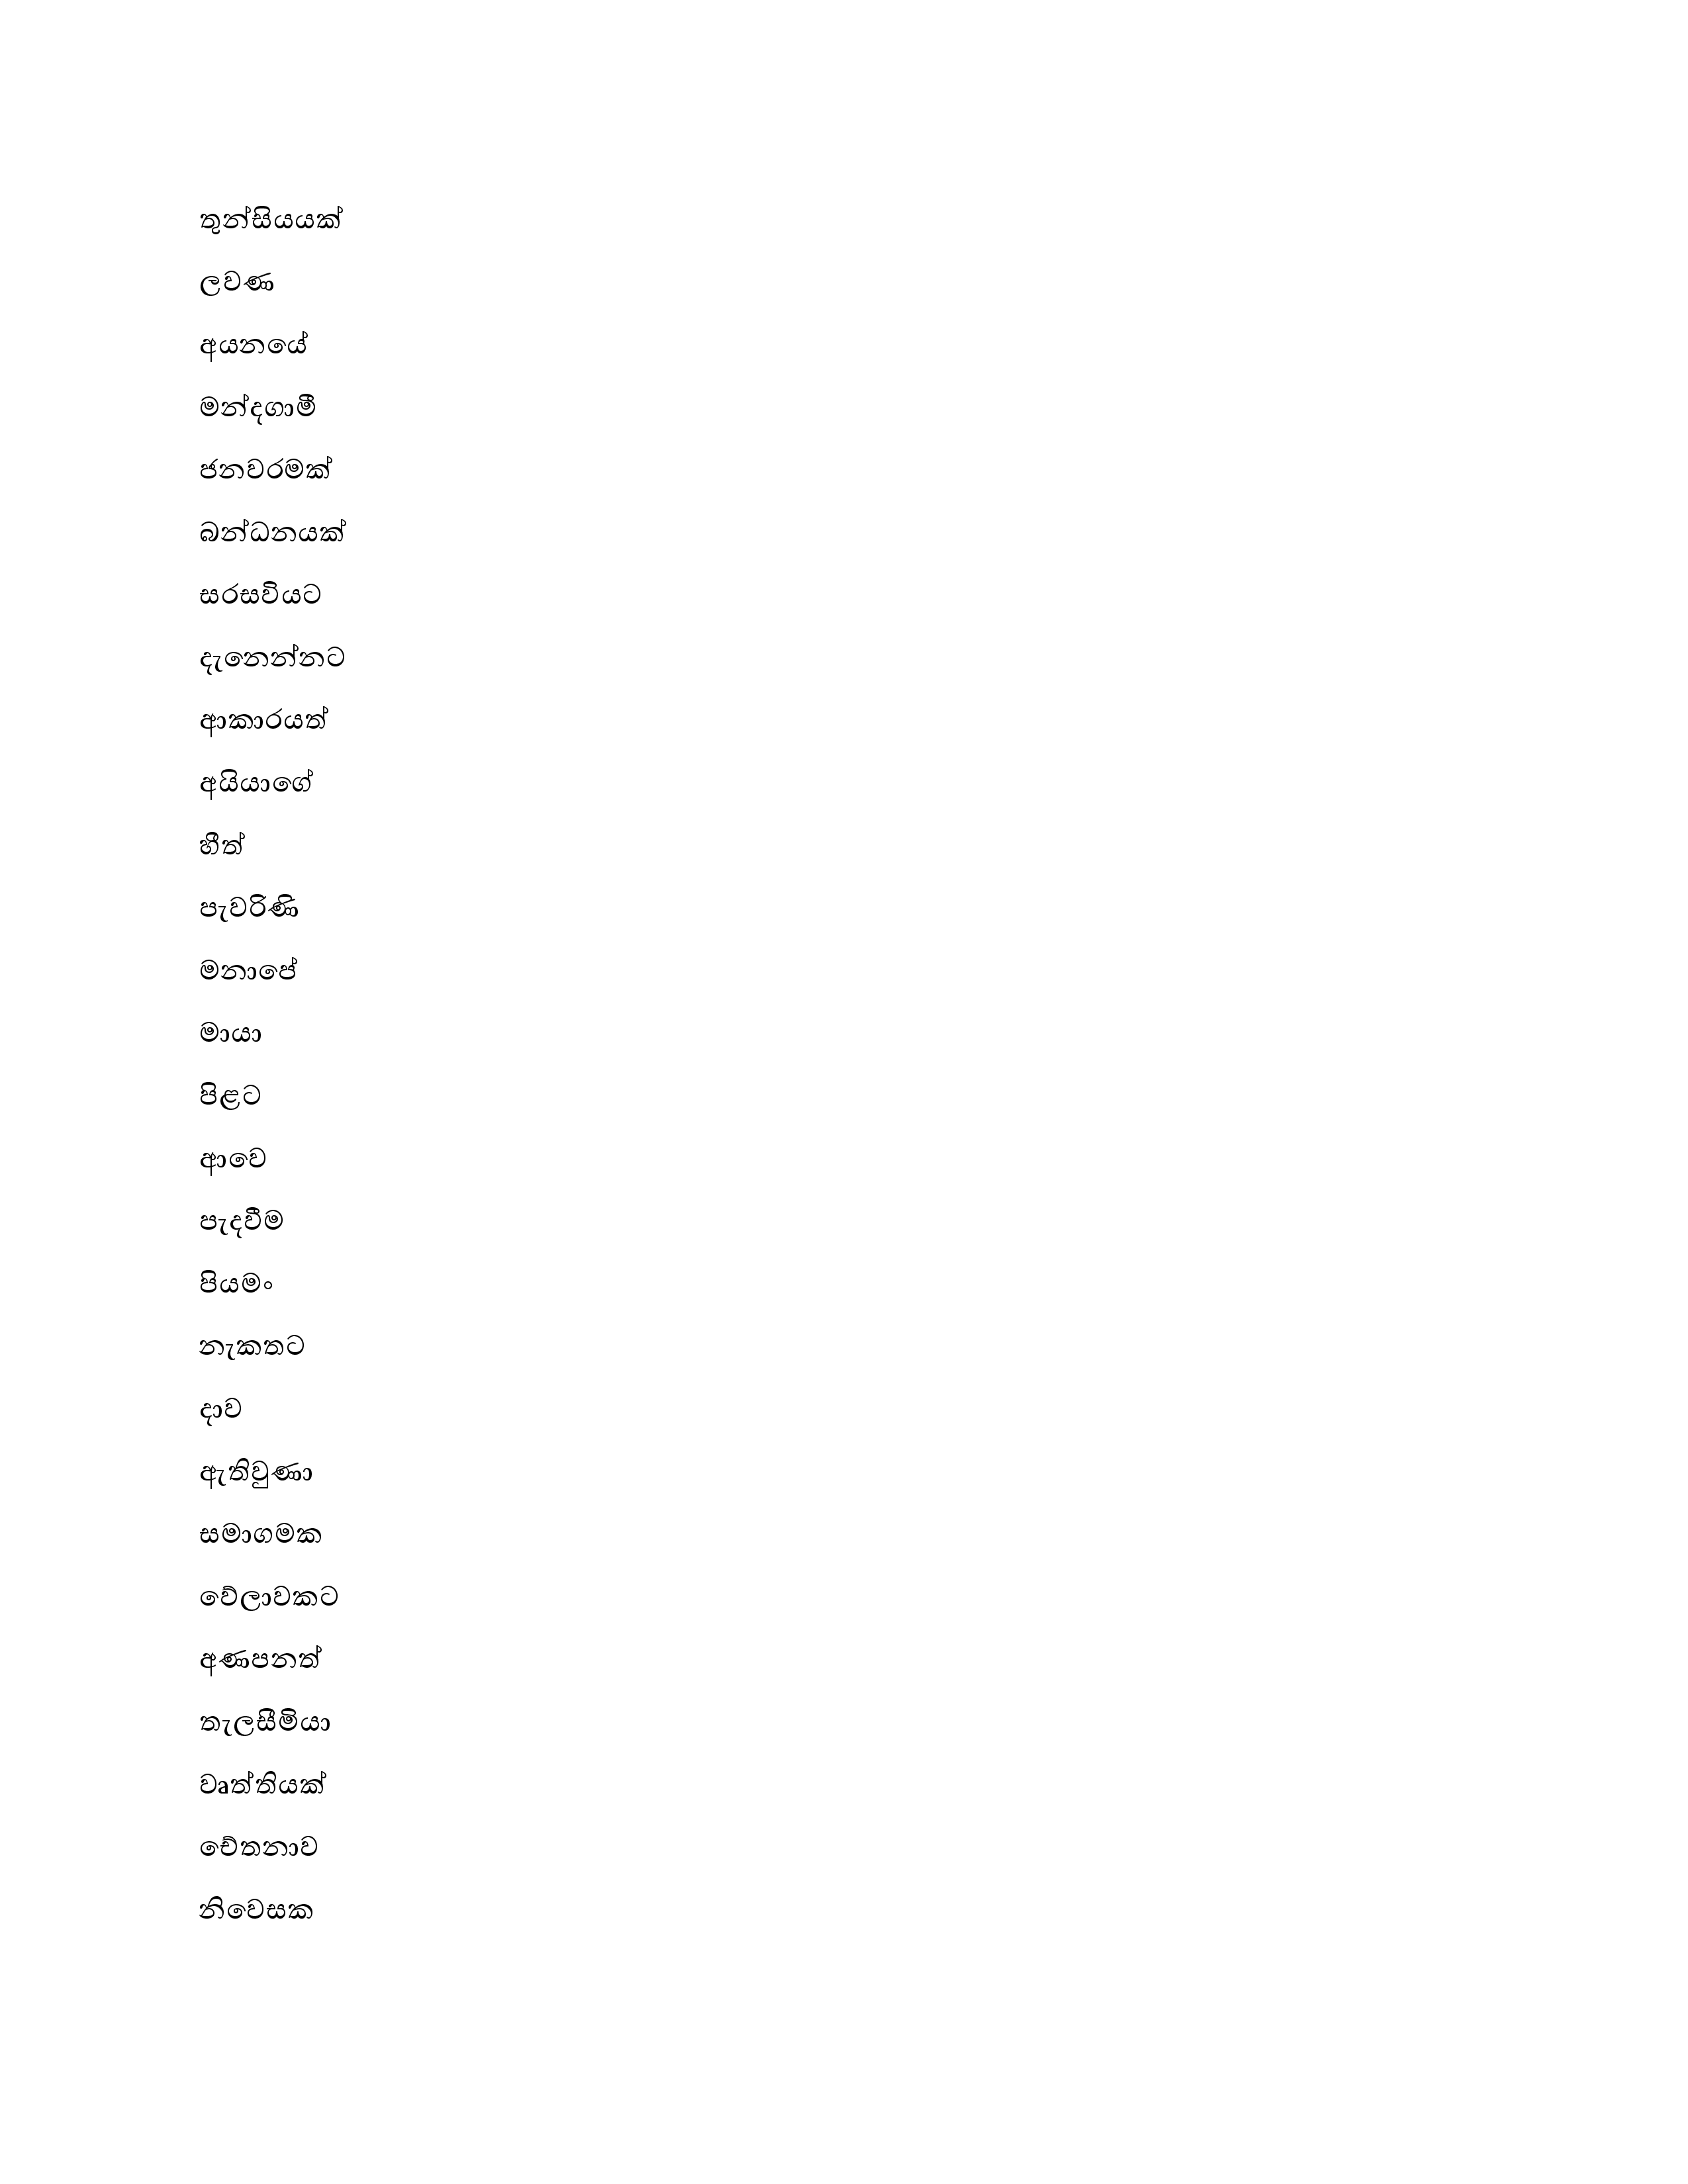 තුන්සියයක්
ලවණ
අයනයේ
මන්දගාමී
ජනවරමක්
බන්ධනයක්
සරසවියට
දැනෙන්නට
ආකාරයත්
අයියාගේ
හීත්
පැවරිණි
මනාපේ
මායා
පිළට
ආවෙ
පැදවීම
පියමං
නැකතට
දාව
ඇතිවුණා
සමාගමක
වේලාවකට
අණපනත්
තැලසීමියා
වෘත්තියක්
චේතනාව
නිවෙසක